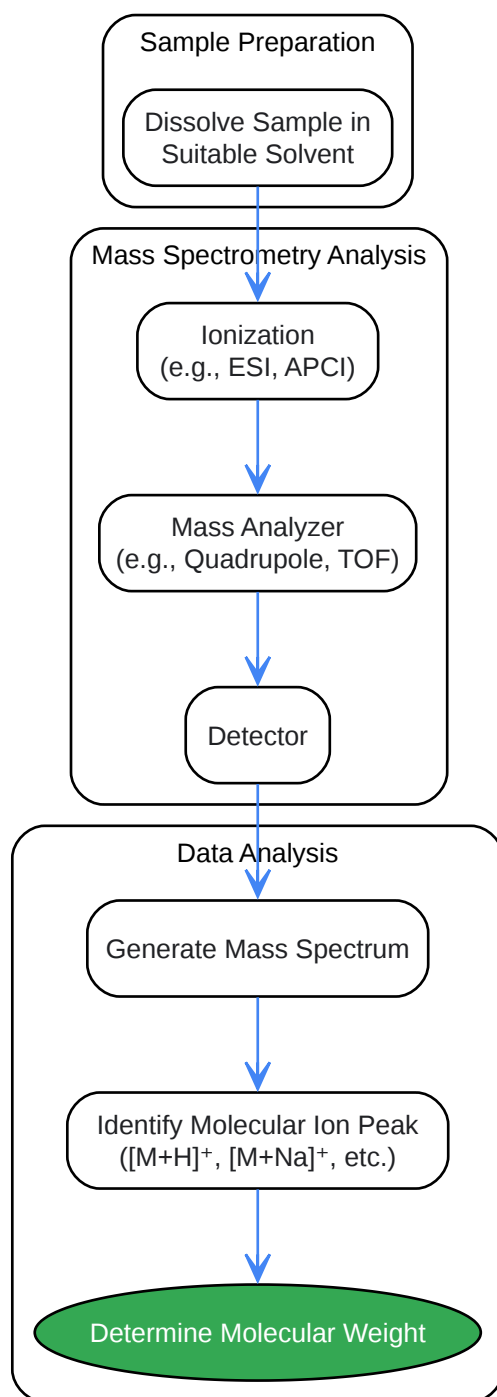 Sample Preparation
Dissolve Sample in
Suitable Solvent
Mass Spectrometry Analysis
Ionization
(e.g., ESI, APCI)
Mass Analyzer
(e.g., Quadrupole, TOF)
Detector
Data Analysis
Generate Mass Spectrum
Identify Molecular Ion Peak
([M+H]⁺, [M+Na]⁺, etc.)
Determine Molecular Weight